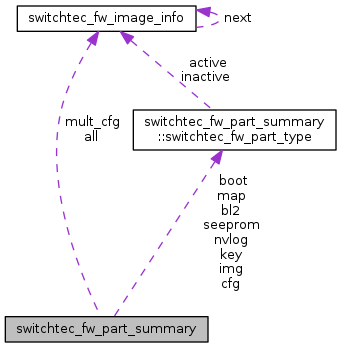 switchtec_fw_image_info
next
active
inactive
mult_cfg
all
switchtec_fw_part_summary
::switchtec_fw_part_type
boot
map
bl2
seeprom
nvlog
key
img
cfg
switchtec_fw_part_summary